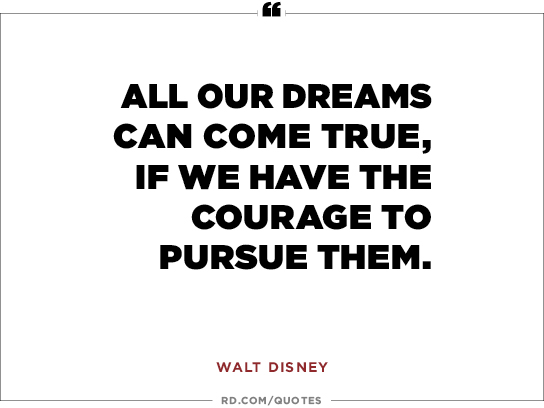 ❝
ALL OUR DREAMS
CAN COME TRUE,
IF WE HAVE THE
COURAGE TO
PURSUE THEM.
WALT DISNEY
RD.COM/QUOTES